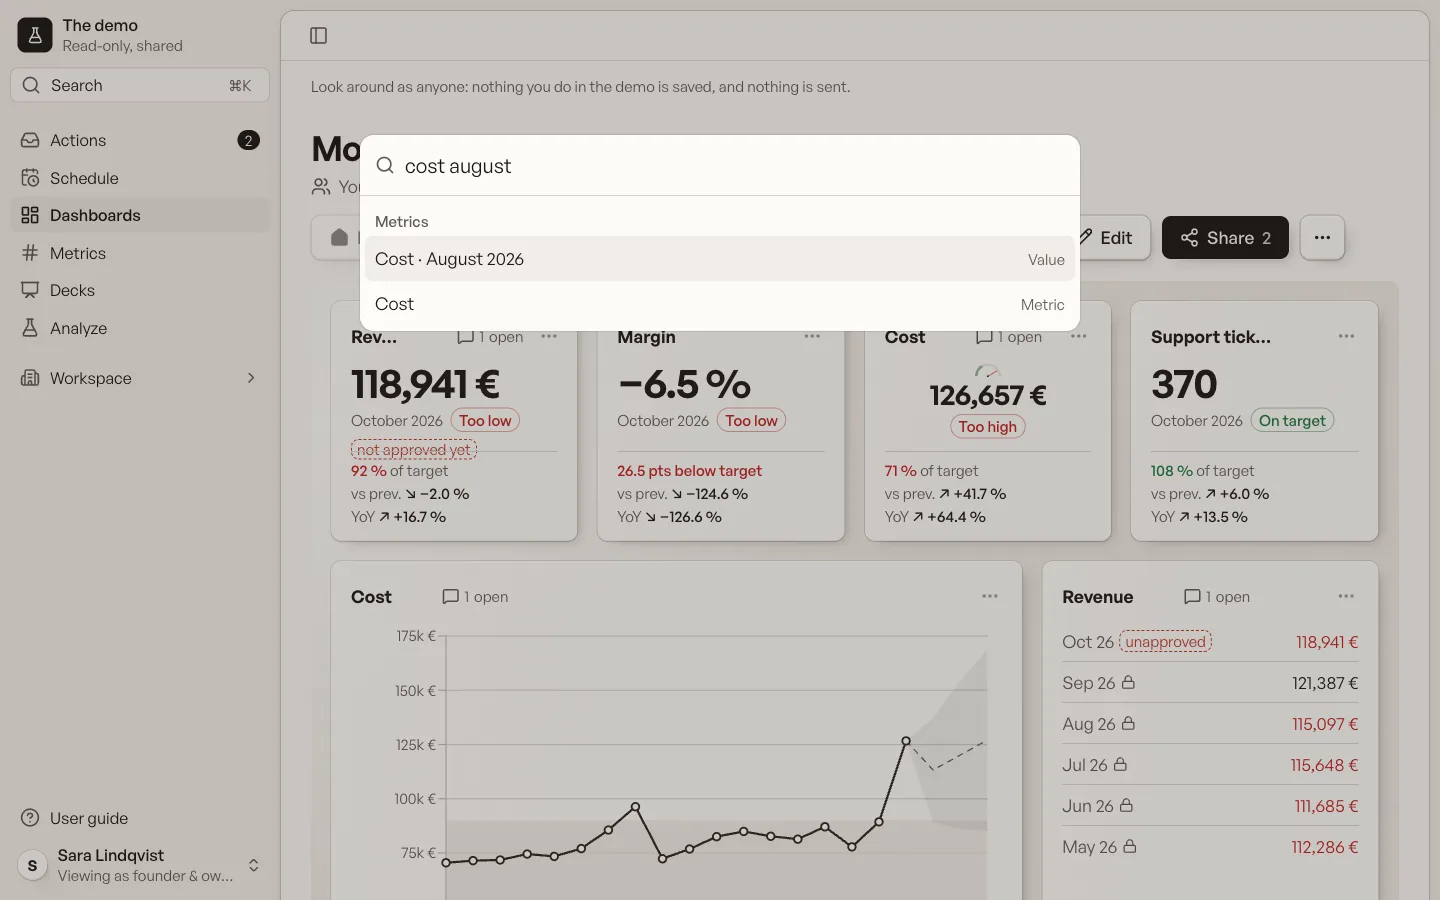 The demo
Read-only, shared
Search
⌘K
Actions
2
Schedule
Dashboards
Metrics
Decks
Analyze
Workspace
User guide
S
Sara Lindqvist
Viewing as founder & ow...
Look around as anyone: nothing you do in the demo is saved, and nothing is sent.
cost august
Metrics
Cost · August 2026
Value
Cost
Metric
Edit
Share 2
Rev...
1 open
118,941 €
October 2026
Too low
not approved yet
92 % of target
vs prev. ↘ −2.0 %
YoY ↗ +16.7 %
Margin
−6.5 %
October 2026
Too low
26.5 pts below target
vs prev. ↘ −124.6 %
YoY ↘ −126.6 %
Cost
1 open
126,657 €
Too high
71 % of target
vs prev. ↗ +41.7 %
YoY ↗ +64.4 %
Support tick...
370
October 2026
On target
108 % of target
vs prev. ↗ +6.0 %
YoY ↗ +13.5 %
Cost
1 open
175k €
150k €
125k €
100k €
75k €
Revenue
1 open
Oct 26 unapproved 118,941 €
Sep 26 121,387 €
Aug 26 115,097 €
Jul 26 115,648 €
Jun 26 111,685 €
May 26 112,286 €